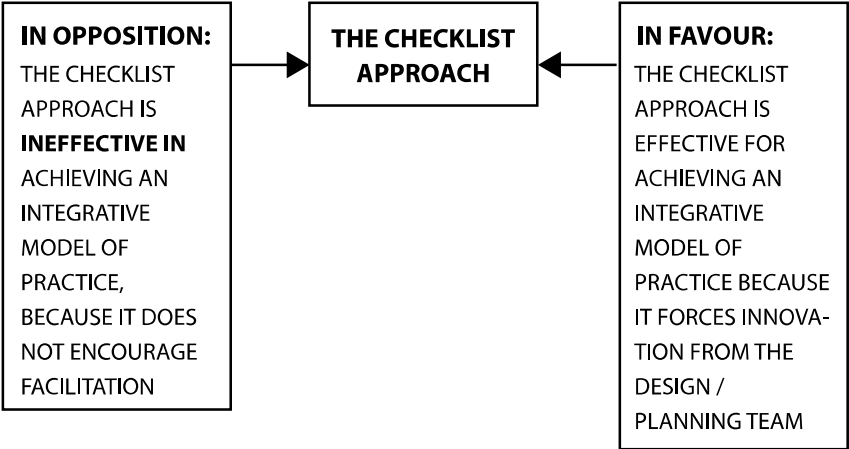 IN OPPOSITION:
THE CHECKLIST
APPROACH IS
INEFFECTIVE IN
ACHIEVING AN
INTEGRATIVE
MODEL OF
PRACTICE,
BECAUSE IT DOES
NOT ENCOURAGE
FACILITATION
THE CHECKLIST
APPROACH
IN FAVOUR:
THE CHECKLIST
APPROACH IS
EFFECTIVE FOR
ACHIEVING AN
INTEGRATIVE
MODEL OF
PRACTICE BECAUSE
IT FORCES INNOVA-
TION FROM THE
DESIGN /
PLANNING TEAM